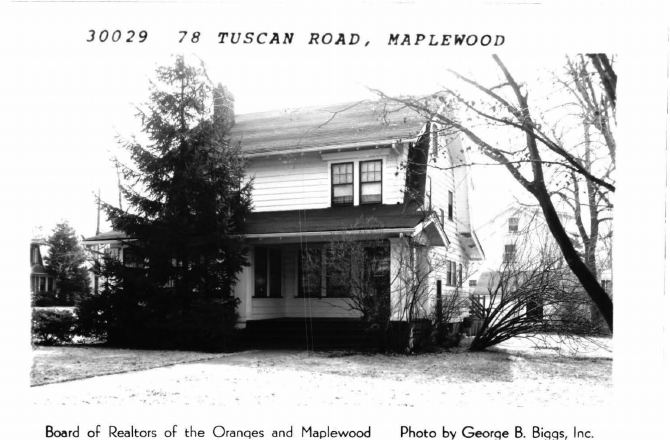 30029 78 TUSCAN ROAD, MAPLEWOOD
Board of Realtors of the Oranges and Maplewood Photo by George B. Biggs, Inc.